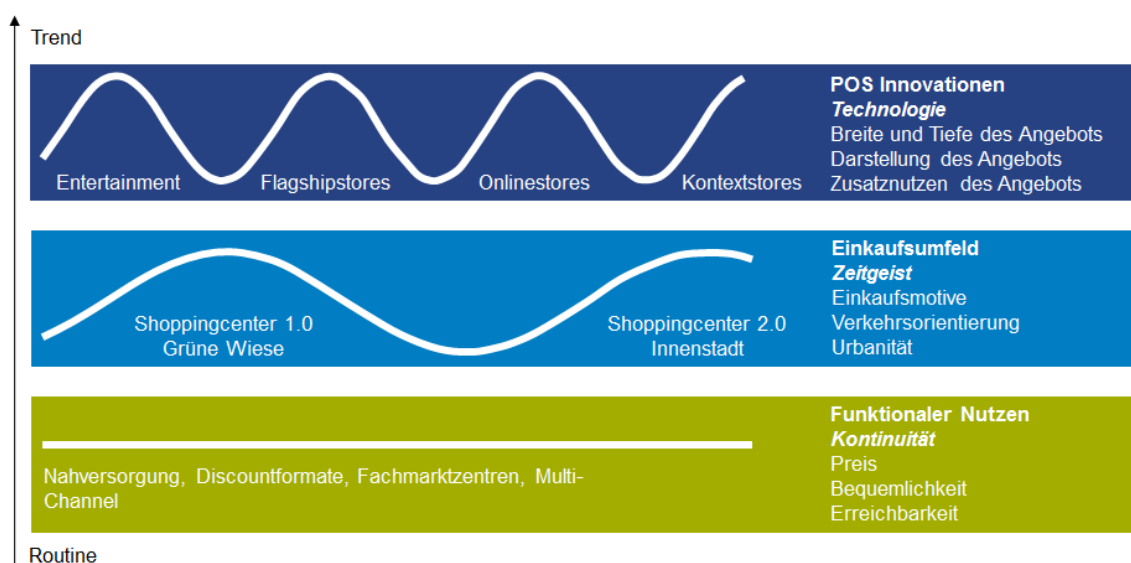 Trend
POS Innovationen
Technologie
Breite und Tiefe des Angebots
Darstellung des Angebots
Zusatznutzen des Angebots
Entertainment
Flagshipstores
Onlinestores
Kontextstores
Einkaufsumfeld
Zeitgeist
Einkaufsmotive
Verkehrsorientierung
Urbanität
Shoppingcenter 1.0
Grüne Wiese
Shoppingcenter 2.0
Innenstadt
Funktionaler Nutzen
Kontinuität
Preis
Bequemlichkeit
Erreichbarkeit
Nahversorgung, Discountformate, Fachmarktzentren, Multi-
Channel
Routine